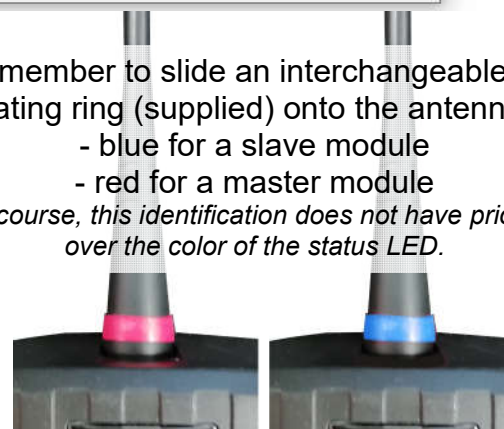 member to slide an interchangeable
ating ring (supplied) onto the antenn
- blue for a slave module
- red for a master module
course, this identification does not have prio
over the color of the status LED.